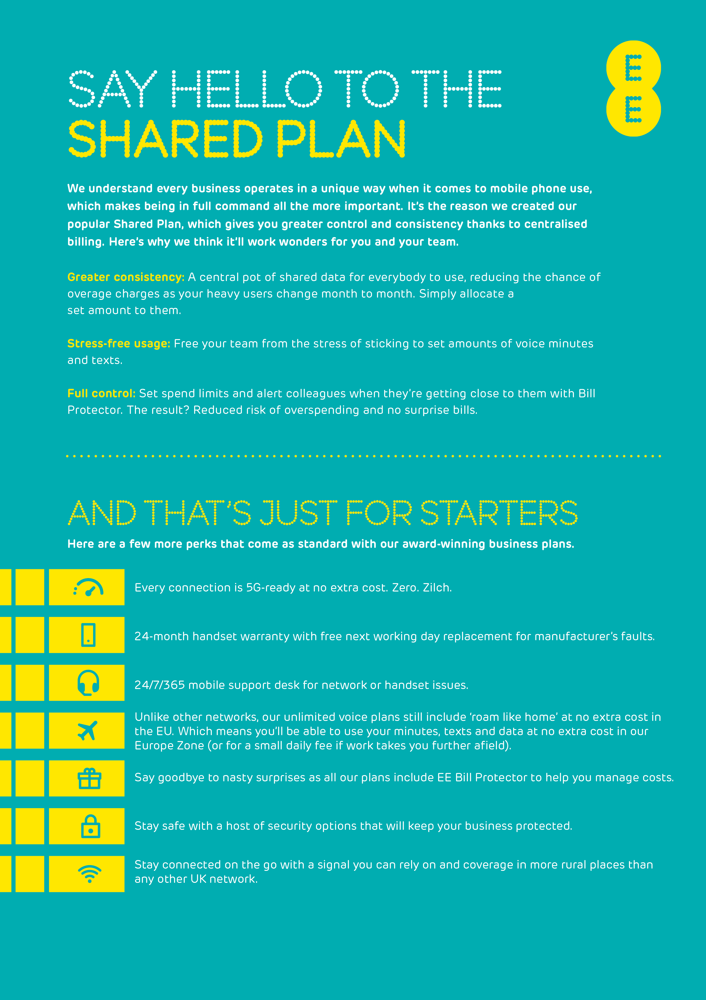 SAY HELLO TO THE
SHARED PLAN
E
E
We understand every business operates in a unique way when it comes to mobile phone use,
which makes being in full command all the more important. It’s the reason we created our
popular Shared Plan, which gives you greater control and consistency thanks to centralised
billing. Here’s why we think it’ll work wonders for you and your team.
Greater consistency: A central pot of shared data for everybody to use, reducing the chance of
overage charges as your heavy users change month to month. Simply allocate a
set amount to them.
Stress-free usage: Free your team from the stress of sticking to set amounts of voice minutes
and texts.
Full control: Set spend limits and alert colleagues when they’re getting close to them with Bill
Protector. The result? Reduced risk of overspending and no surprise bills.
AND THAT’S JUST FOR STARTERS
Here are a few more perks that come as standard with our award-winning business plans.
Every connection is 5G-ready at no extra cost. Zero. Zilch.
24-month handset warranty with free next working day replacement for manufacturer’s faults.
24/7/365 mobile support desk for network or handset issues.
Unlike other networks, our unlimited voice plans still include ‘roam like home’ at no extra cost in
the EU. Which means you’ll be able to use your minutes, texts and data at no extra cost in our
Europe Zone (or for a small daily fee if work takes you further afield).
Say goodbye to nasty surprises as all our plans include EE Bill Protector to help you manage costs.
Stay safe with a host of security options that will keep your business protected.
Stay connected on the go with a signal you can rely on and coverage in more rural places than
any other UK network.